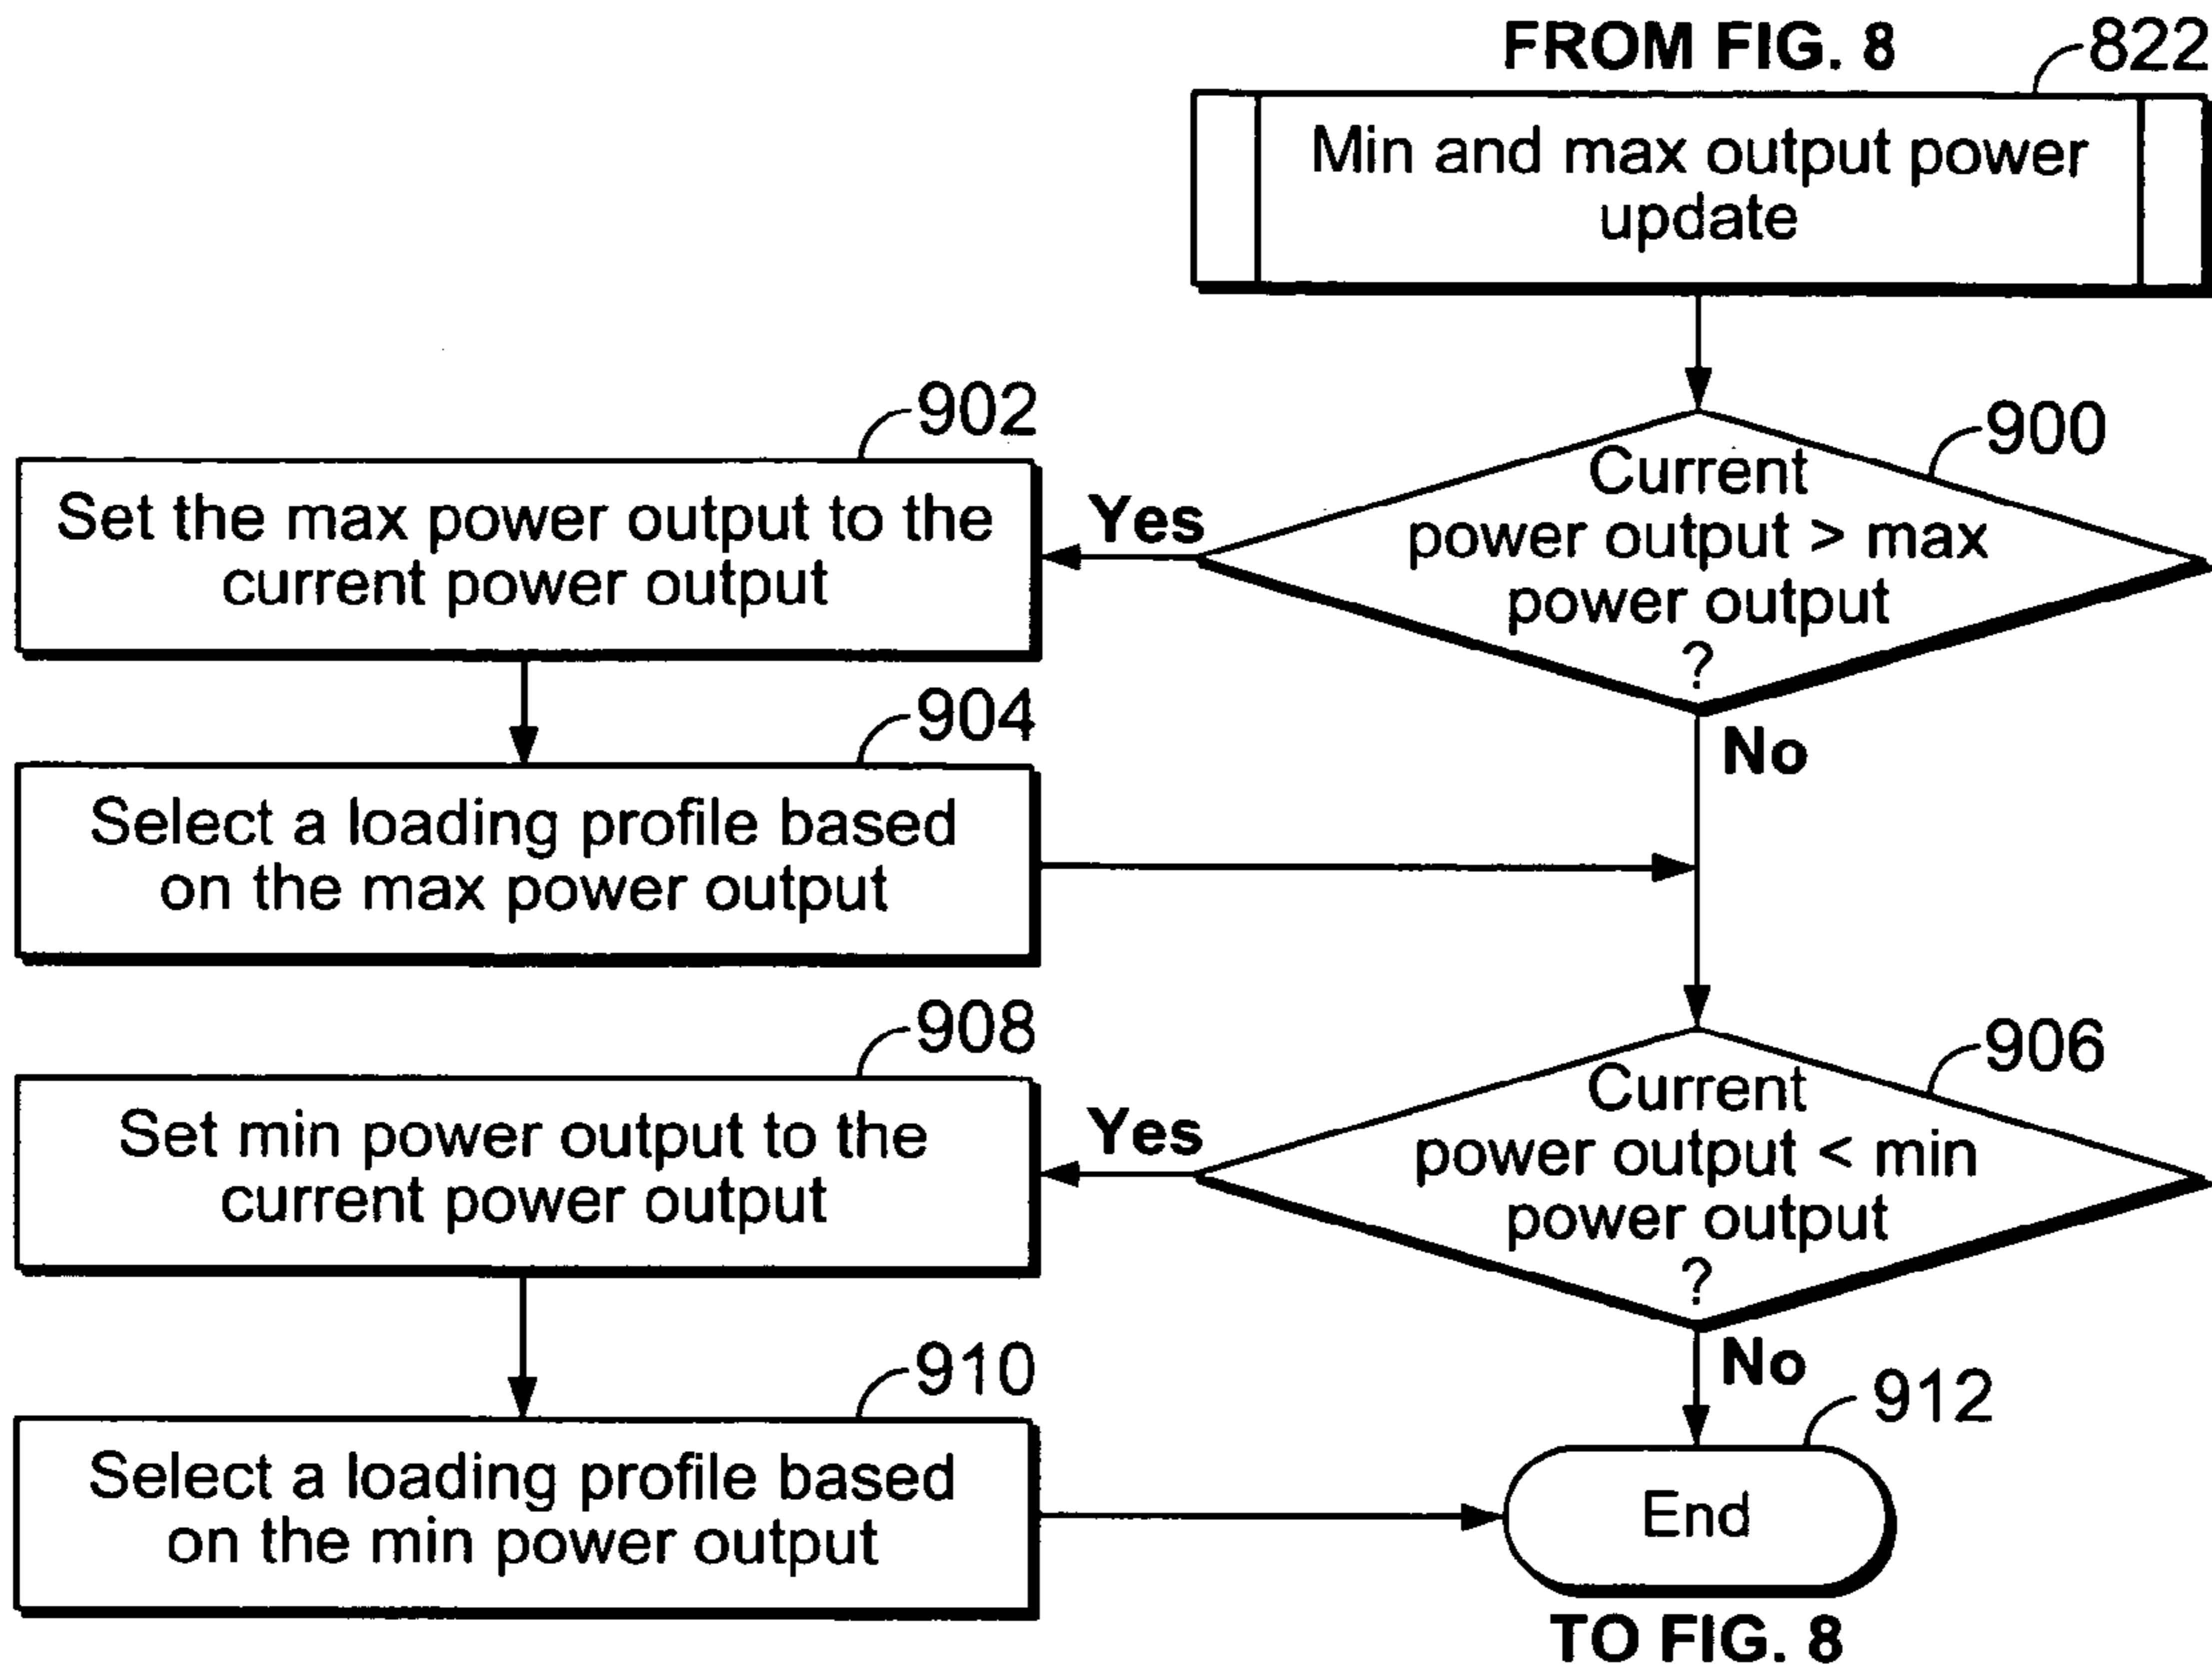 FROM FIG. 8
822
Min and max output power
update
900
Current
power output > max
power output
?
Yes
No
902
Set the max power output to the
current power output
904
Select a loading profile based
on the max power output
906
Current
power output < min
power output
?
Yes
No
908
Set min power output to the
current power output
910
Select a loading profile based
on the min power output
912
End
TO FIG. 8